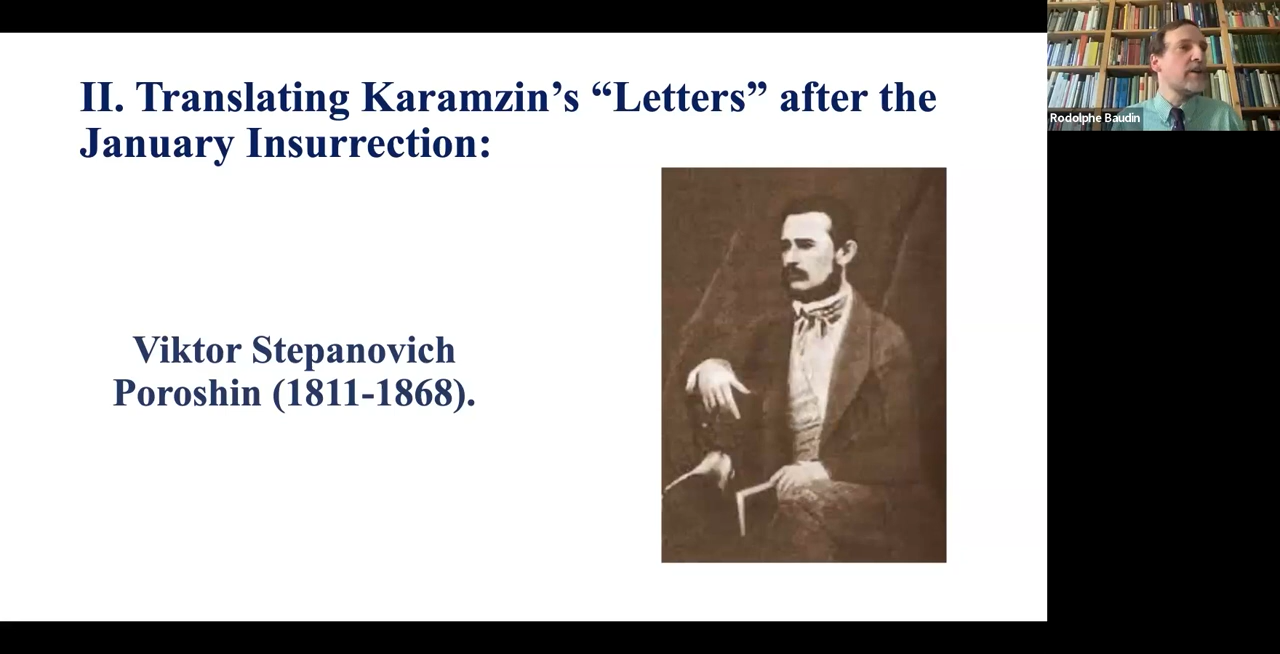 II. Translating Karamzin’s “Letters” after the
January Insurrection:
Viktor Stepanovich
Poroshin (1811-1868).
Rodolphe Baudin